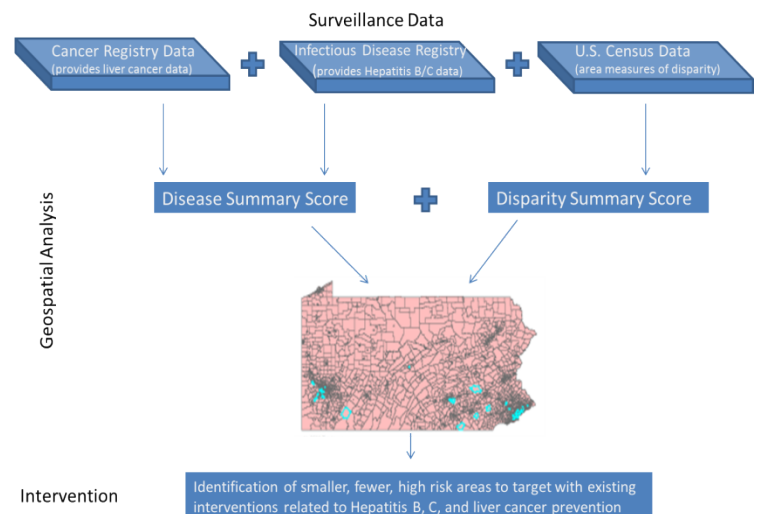 Surveillance Data
Cancer Registry Data
(provides liver cancer data)
Infectious Disease Registry
(provides Hepatitis B/C data)
U.S. Census Data
(area measures of disparity)
Disease Summary Score
Disparity Summary Score
Geospatial Analysis
Intervention
Identification of smaller, fewer, high risk areas to target with existing
interventions related to Hepatitis B, C, and liver cancer prevention